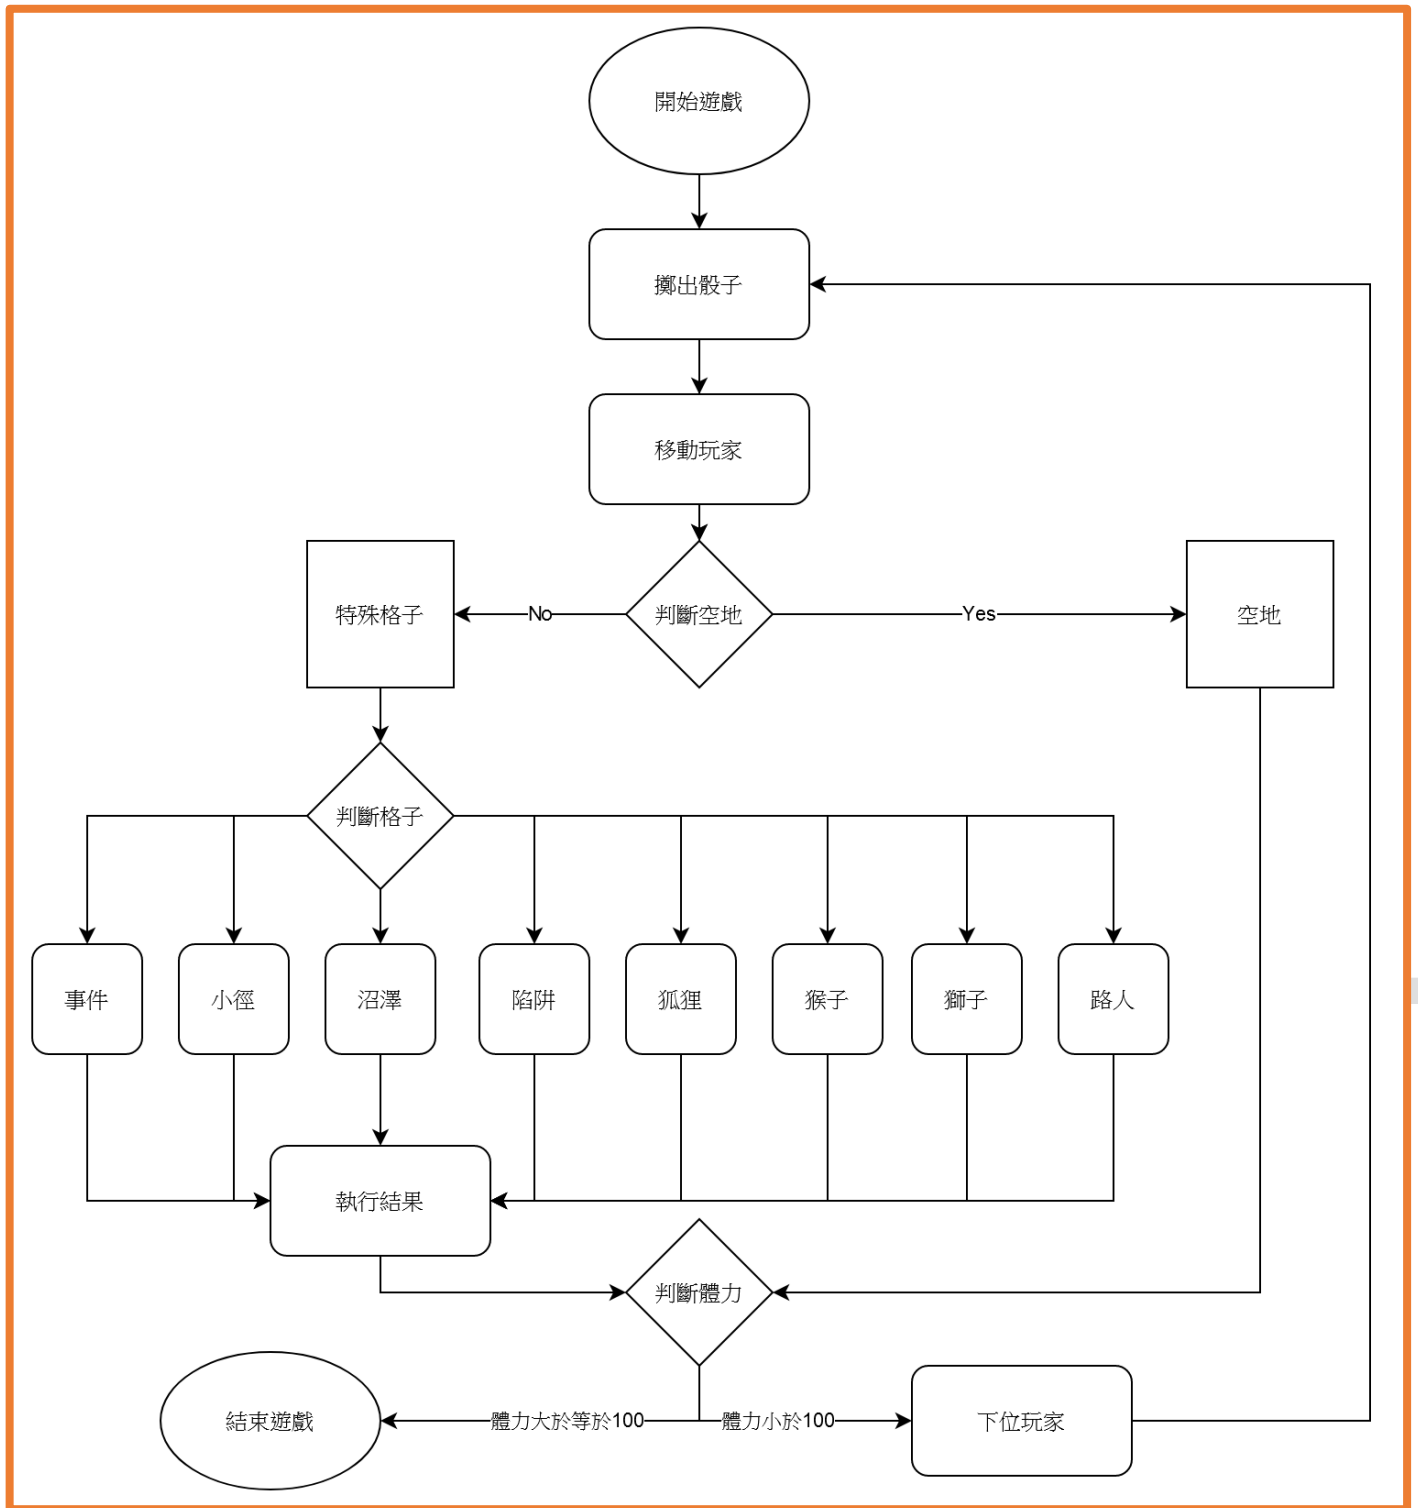 開始遊戲
擲出骰子
移動玩家
特殊格子
No
判斷空地
Yes
空地
判斷格子
事件
小徑
沼澤
陷阱
狐狸
猴子
獅子
路人
執行結果
判斷體力
結束遊戲
體力大於等於100
體力小於100
下位玩家